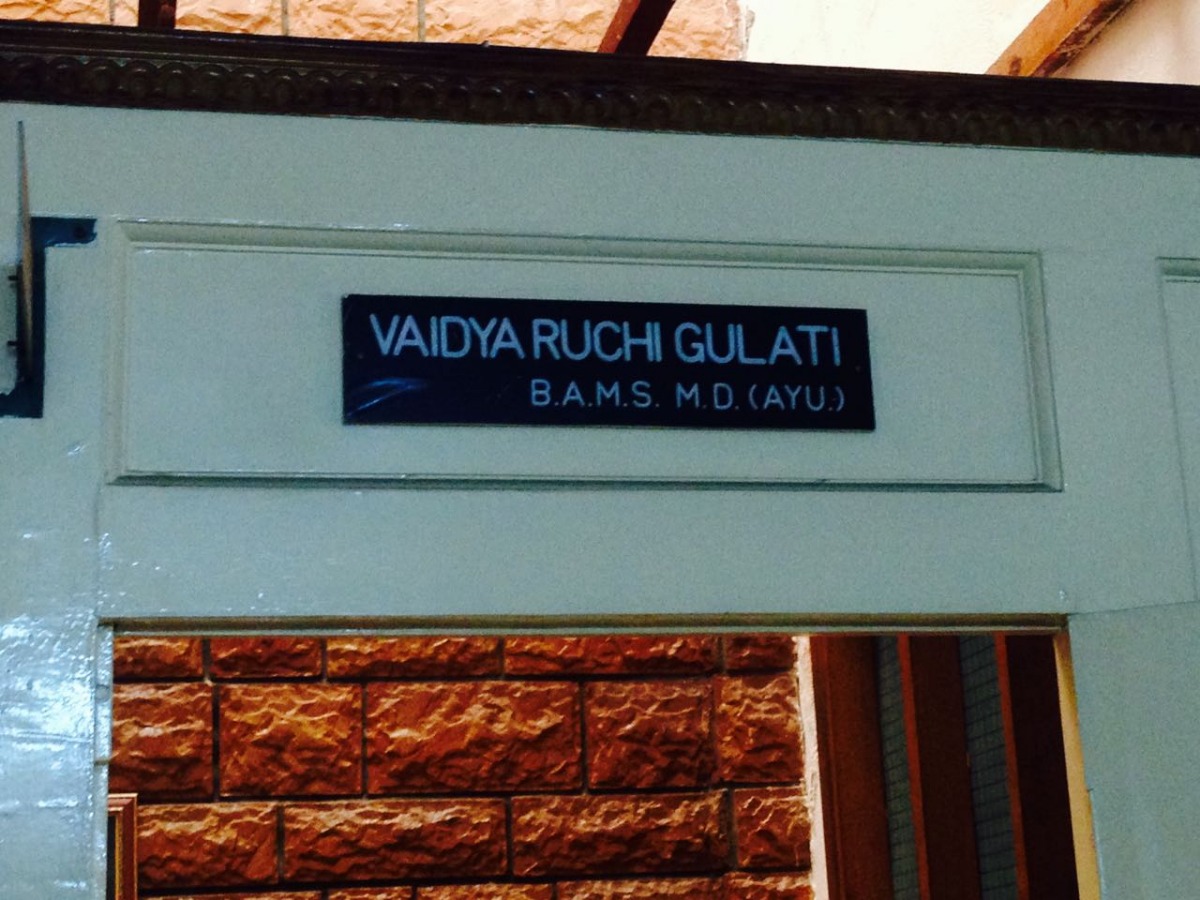 VAIDYA RUCHI GULATI
B.A.M.S. M.D. (AYU.)